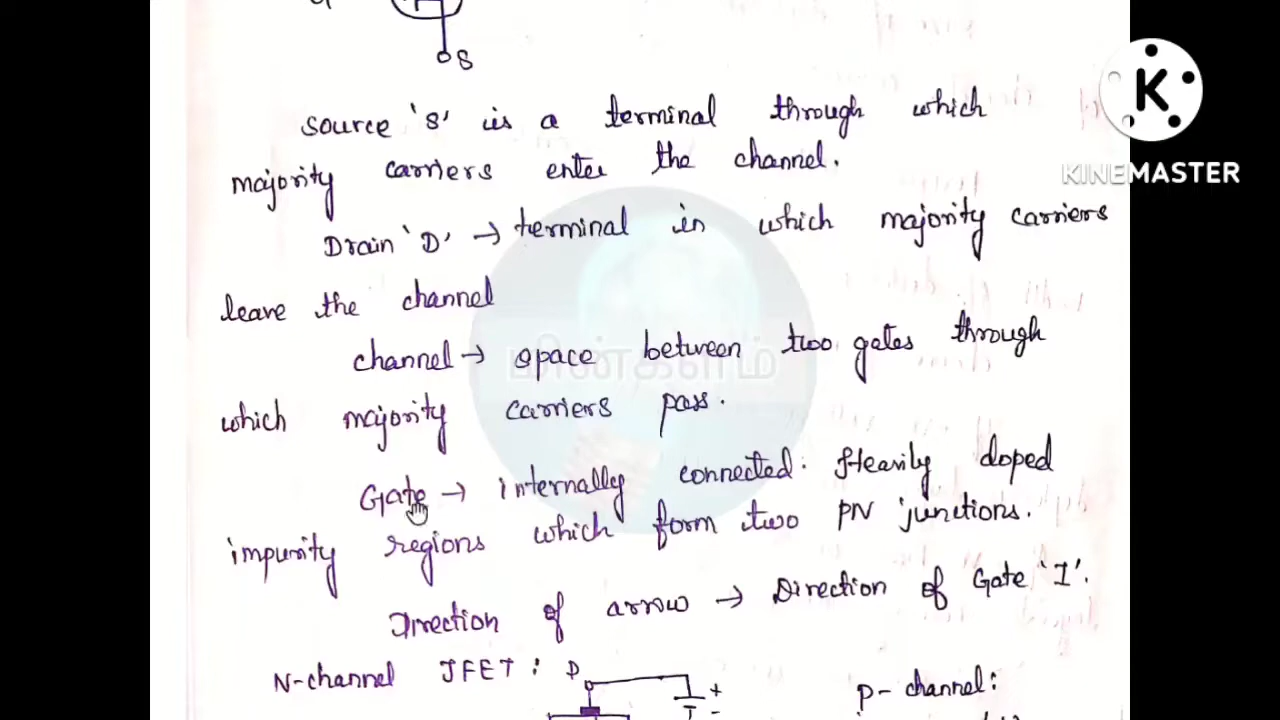 S
Source 'S' is a terminal through which
majority carriers enter the channel.
Drain 'D' → terminal in which majority carriers
leave the channel
channel → space between two gates through
which majority carriers pass.
Gate → internally connected. Heavily doped
impurity regions which form two PN junctions.
Direction of arrow → Direction of Gate 'I'.
N-channel JFET : D + -
P-channel:
மின்களம்
K
KINEMASTER